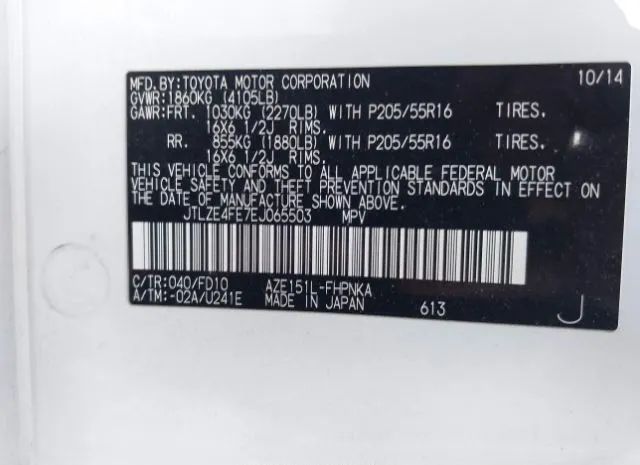 MFD.BY:TOYOTA MOTOR CORPORATION 10/14
GVWR:1860KG (4105LB)
GAWR:FRT. 1030KG (2270LB) WITH P205/55R16 TIRES.
16X6 1/2J RIMS.
RR. 855KG (1880LB) WITH P205/55R16 TIRES.
16X6 1/2J RIMS.
THIS VEHICLE CONFORMS TO ALL APPLICABLE FEDERAL MOTOR
VEHICLE SAFETY AND THEFT PREVENTION STANDARDS IN EFFECT ON
THE DATE OF MANUFACTURE SHOWN ABOVE.
JTLZE4FE7EJ065503 MPV
C/TR:040/FD10 AZE151L-FHPNKA
A/TM:-02A/U241E MADE IN JAPAN 613 J